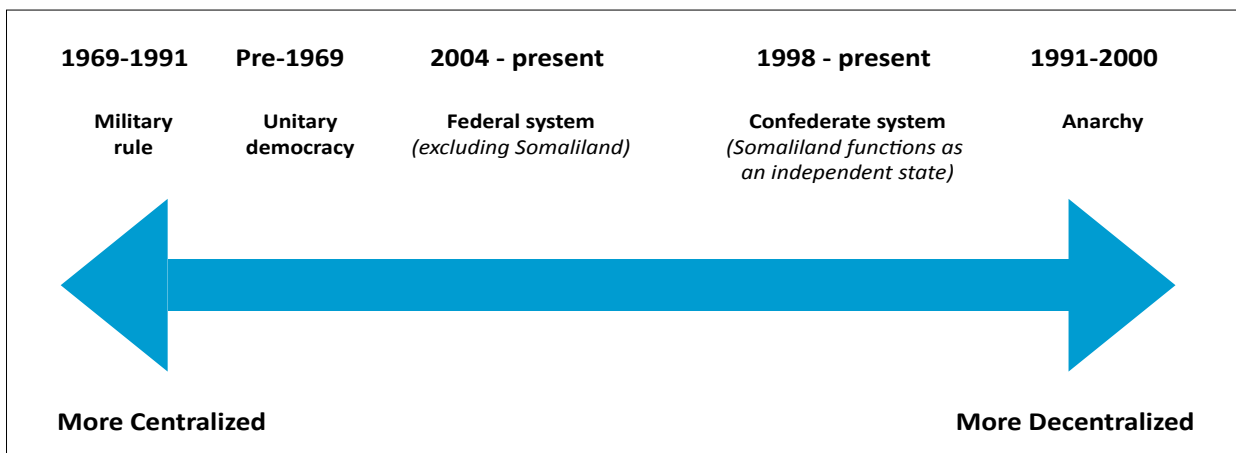 1969-1991 Pre-1969 2004 - present 1998 - present 1991-2000
Military rule
Unitary democracy
Federal system
(excluding Somaliland)
Confederate system
(Somaliland functions as
an independent state)
Anarchy
More Centralized More Decentralized